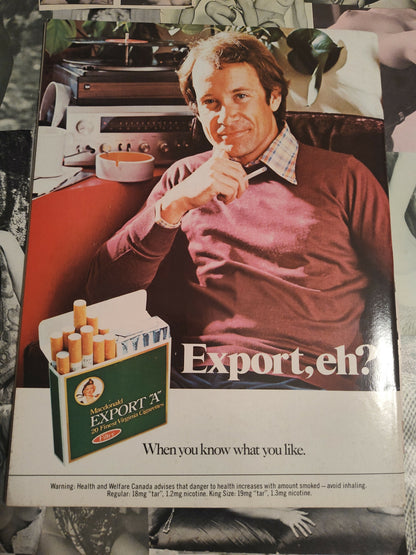 Export, eh?
Macdonald
EXPORT "A"
20 Finest Virginia Cigarettes
When you know what you like.
Warning: Health and Welfare Canada advises that danger to health increases with amount smoked – avoid inhaling.
Regular: 18mg "tar", 1.2mg nicotine. King Size: 19mg "tar", 1.3mg nicotine.